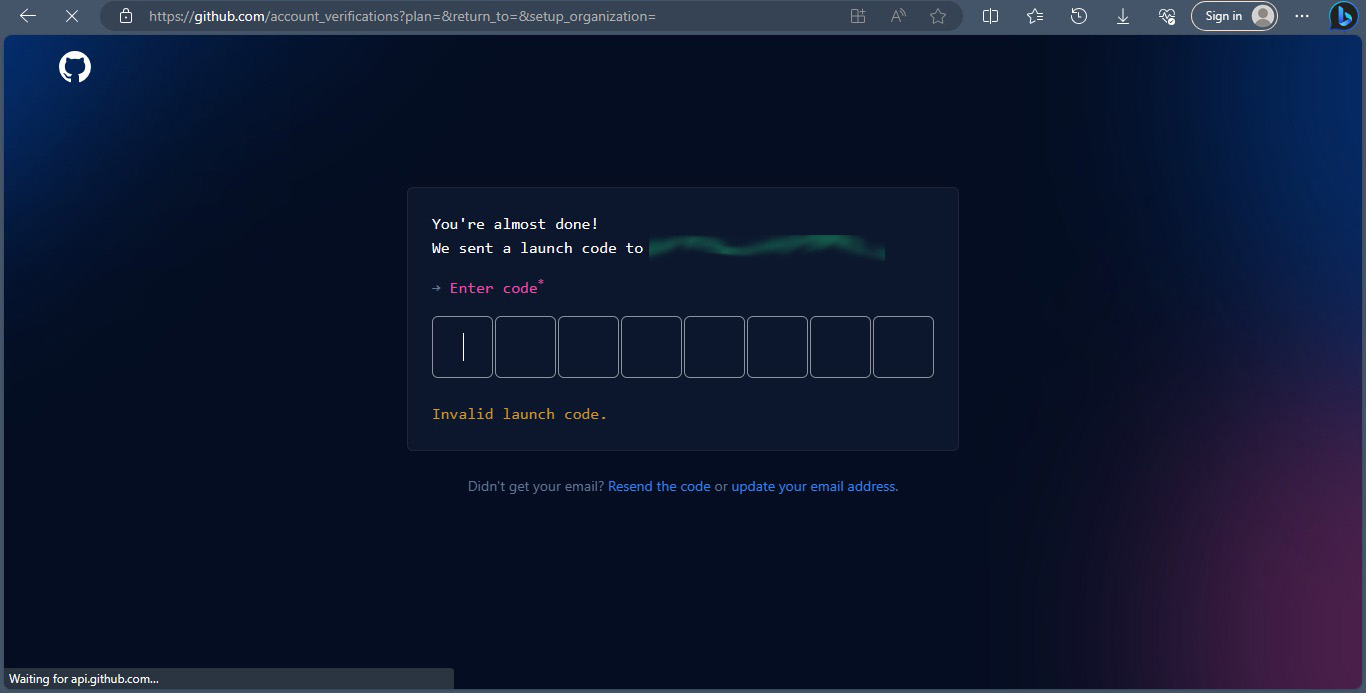 https://github.com/account_verifications?plan=&return_to=&setup_organization=
Sign in
You're almost done!
We sent a launch code to
→ Enter code*
Invalid launch code.
Didn't get your email? Resend the code or update your email address.
Waiting for api.github.com...